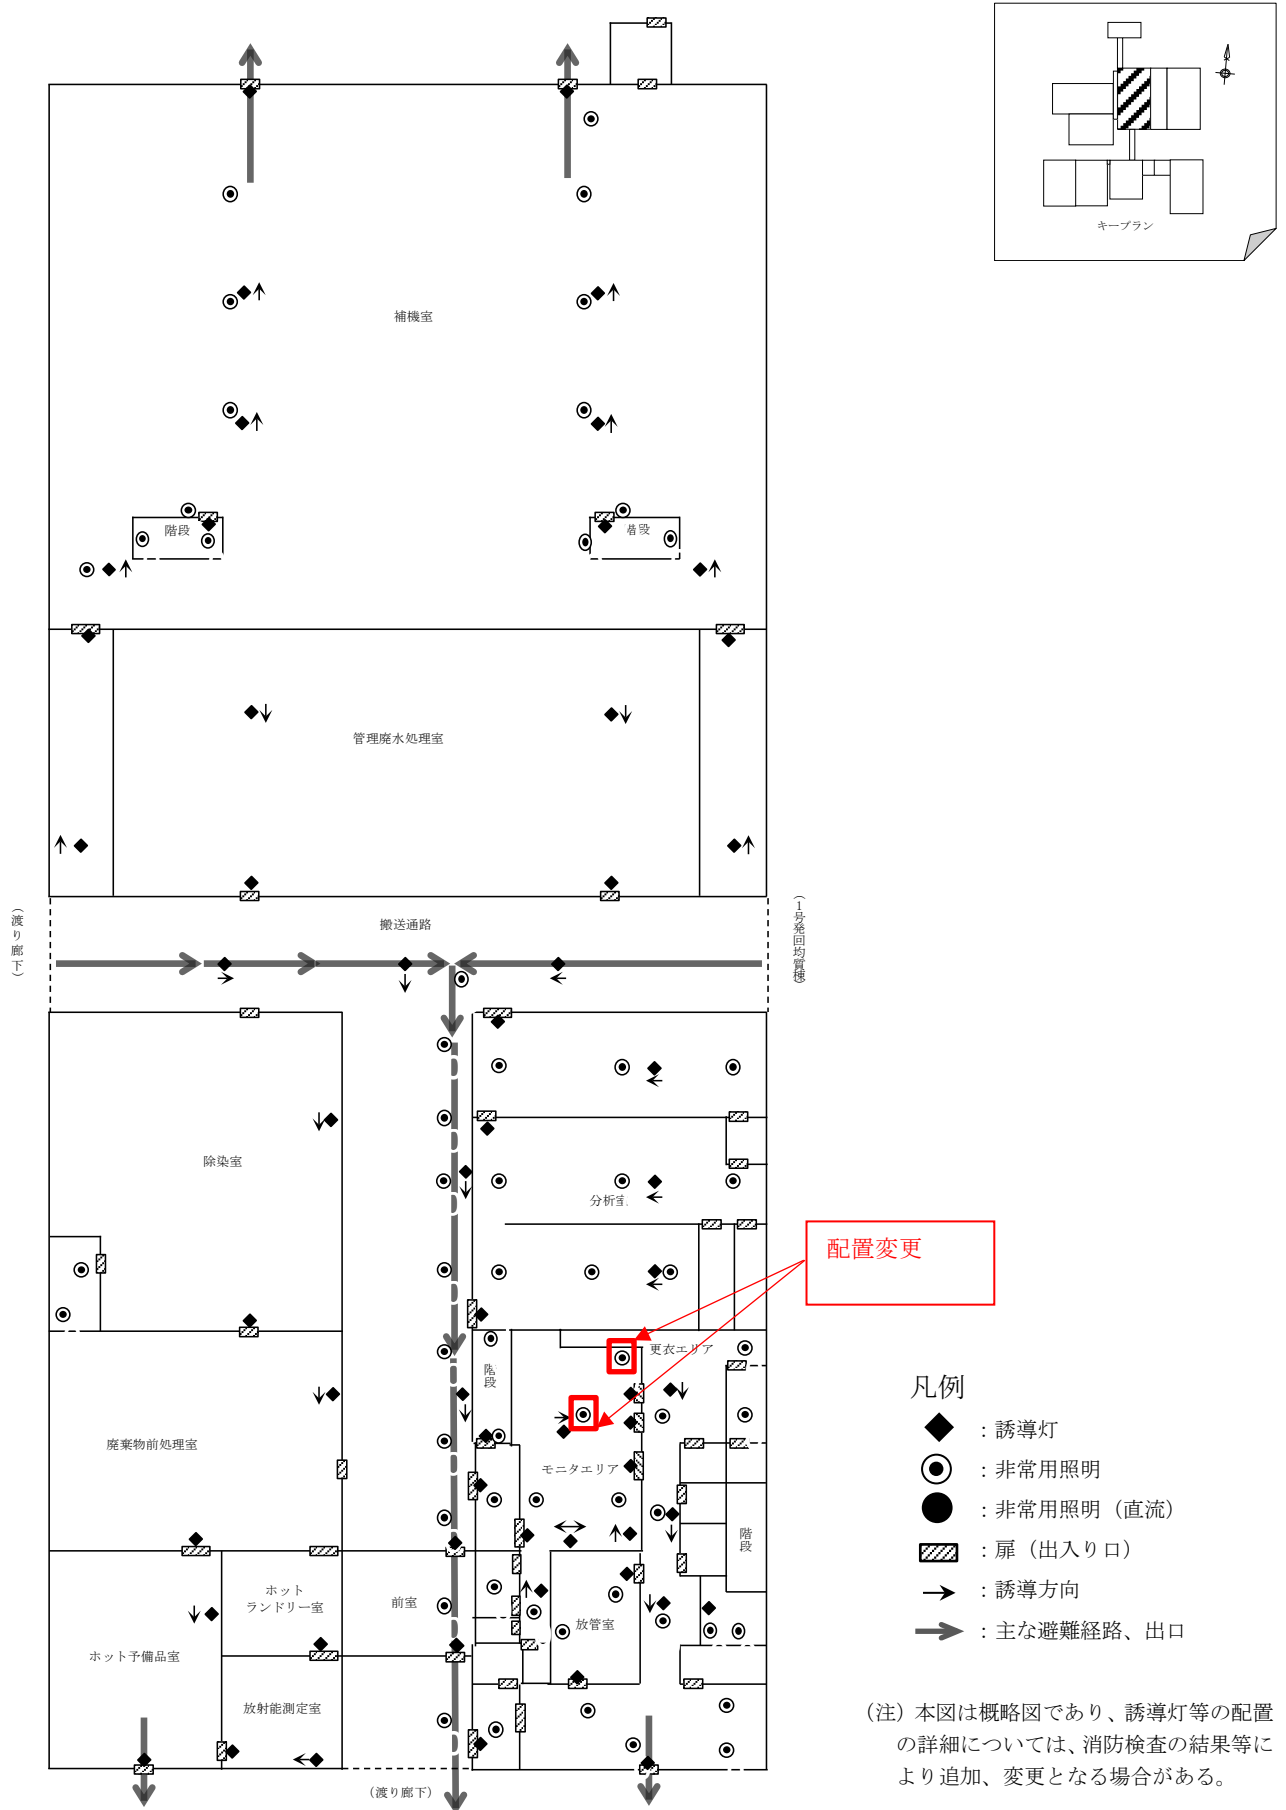 キープラン
補機室
階段
管理廃水処理室
(渡り廊下)
搬送通路
(1号発回均質棟)
除染室
分析室
配置変更
更衣エリア
階段
廃棄物前処理室
モニタエリア
階段
ホット
ランドリー室
前室
放管室
ホット予備品室
放射能測定室
(渡り廊下)
凡例
：誘導灯
：非常用照明
：非常用照明（直流）
：扉（出入り口）
：誘導方向
：主な避難経路、出口
（注）本図は概略図であり、誘導灯等の配置
の詳細については、消防検査の結果等に
より追加、変更となる場合がある。